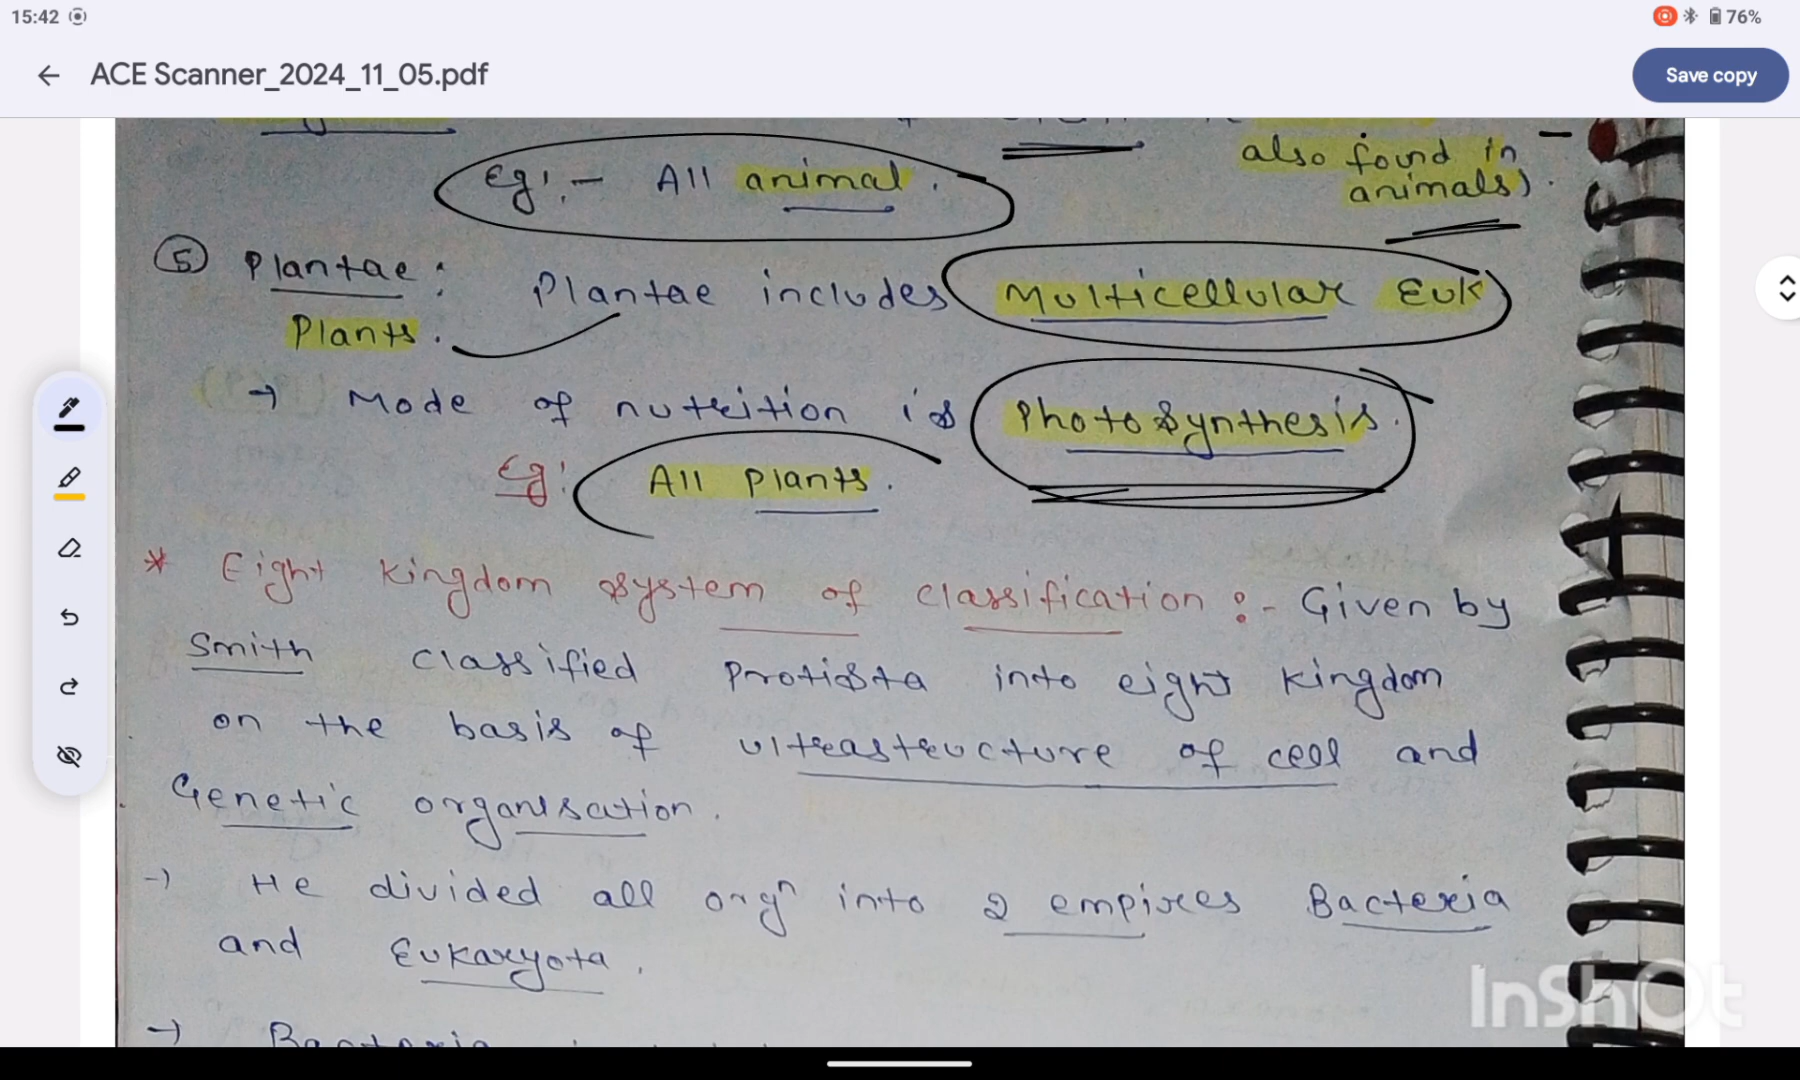 15:42
76%
ACE Scanner_2024_11_05.pdf
Save copy
also found in
Eg:- All animal.
animals).
5 Plantae: Plantae includes Multicellular Euk
Plants.
→ Mode of nutrition is Photosynthesis.
Eg: All Plants.
* Eight Kingdom system of classification :- Given by
Smith classified Protista into eight Kingdom
on the basis of ultrastructure of cell and
Genetic organisation.
→ He divided all orgn into 2 empires Bacteria
and Eukaryota.
→ Bacteria
InShOt